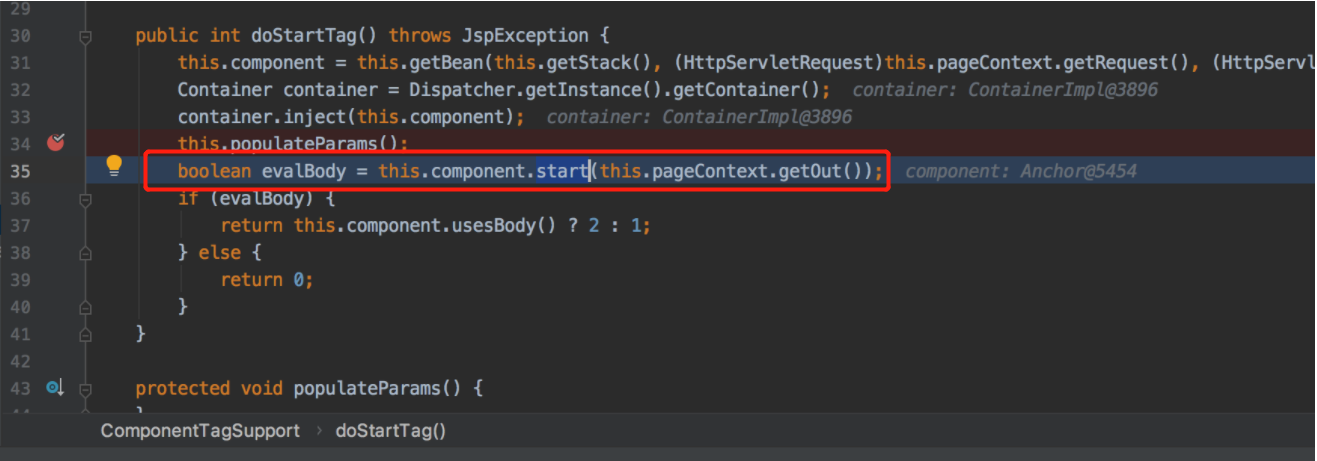 29
30 public int doStartTag() throws JspException {
31 this.component = this.getBean(this.getStack(), (HttpServletRequest)this.pageContext.getRequest(), (HttpServl
32 Container container = Dispatcher.getInstance().getContainer(); container: ContainerImpl@3896
33 container.inject(this.component); container: ContainerImpl@3896
34 this.populateParams();
35 boolean evalBody = this.component.start(this.pageContext.getOut()); component: Anchor@5454
36 if (evalBody) {
37 return this.component.usesBody() ? 2 : 1;
38 } else {
39 return 0;
40 }
41 }
42
43 protected void populateParams() {
ComponentTagSupport › doStartTag()